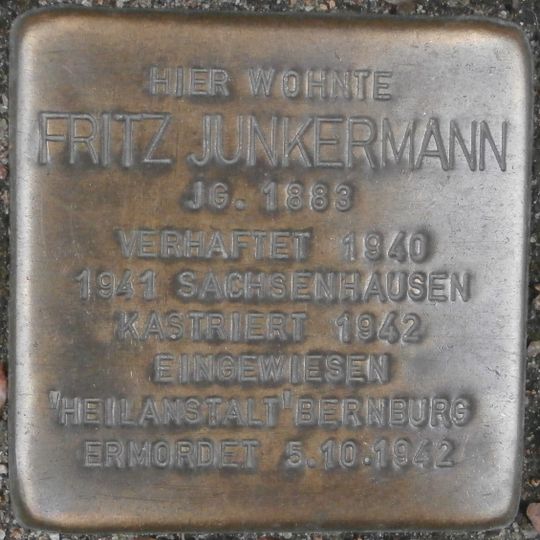 HIER WOHNTE
FRITZ JUNKERMANN
JG. 1883
VERHAFTET 1940
1941 SACHSENHAUSEN
KASTRIERT 1942
EINGEWIESEN
"HEILANSTALT" BERNBURG
ERMORDET 5.10.1942